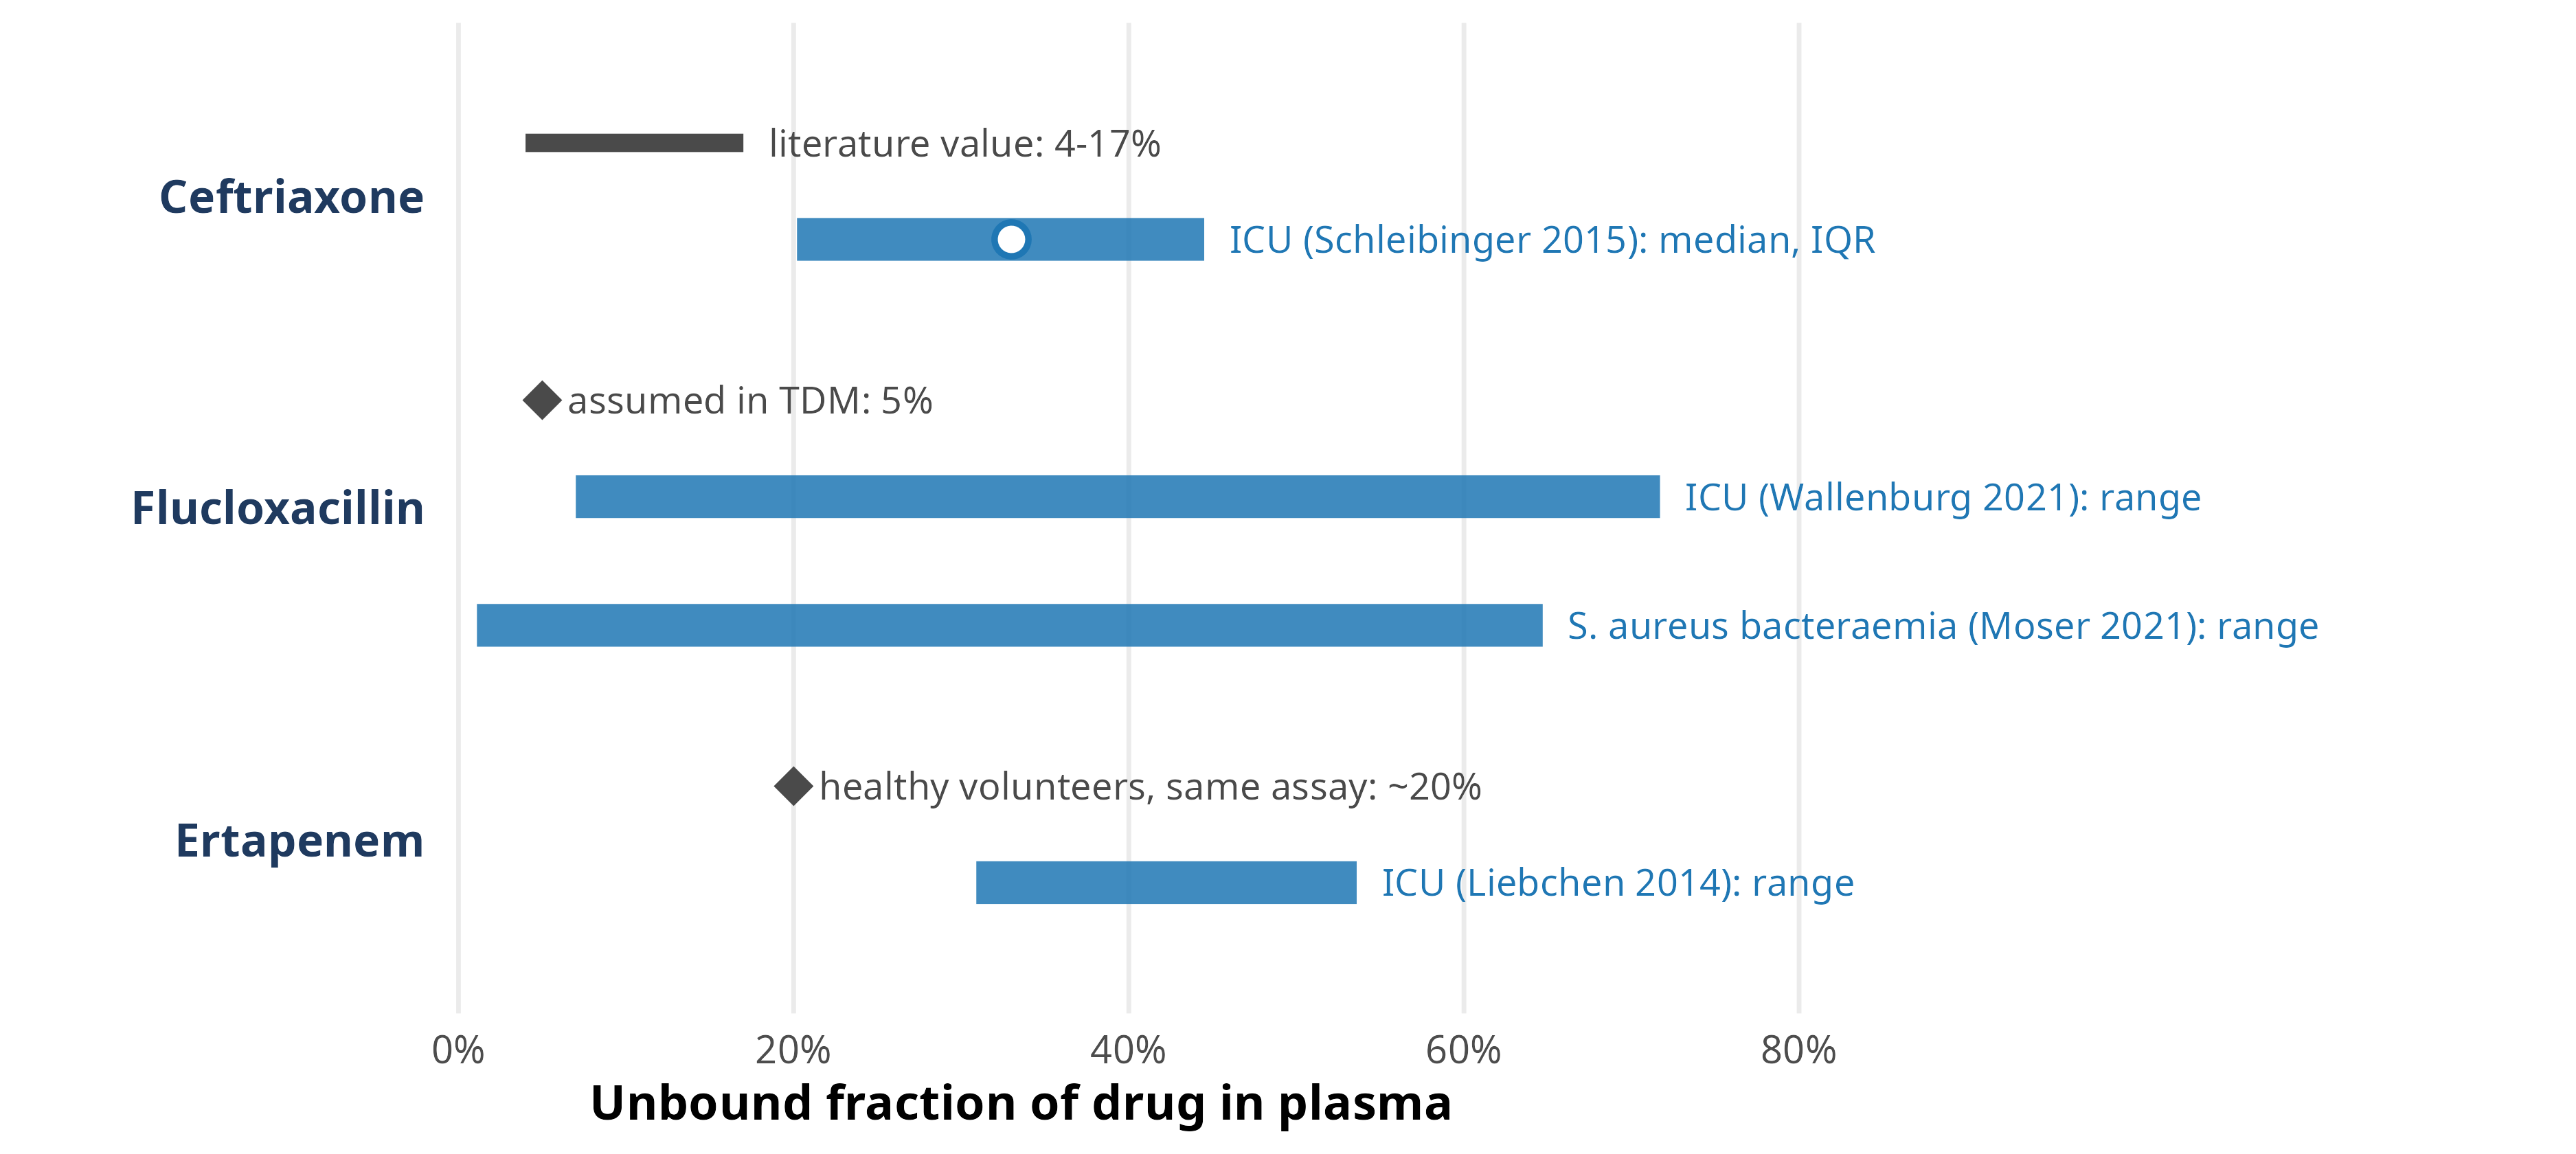 literature value: 4-17%
Ceftriaxone
ICU (Schleibinger 2015): median, IQR
assumed in TDM: 5%
ICU (Wallenburg 2021): range
Flucloxacillin
S. aureus bacteraemia (Moser 2021): range
healthy volunteers, same assay: ~20%
Ertapenem
ICU (Liebchen 2014): range
0% 20% 40% 60% 80%
Unbound fraction of drug in plasma